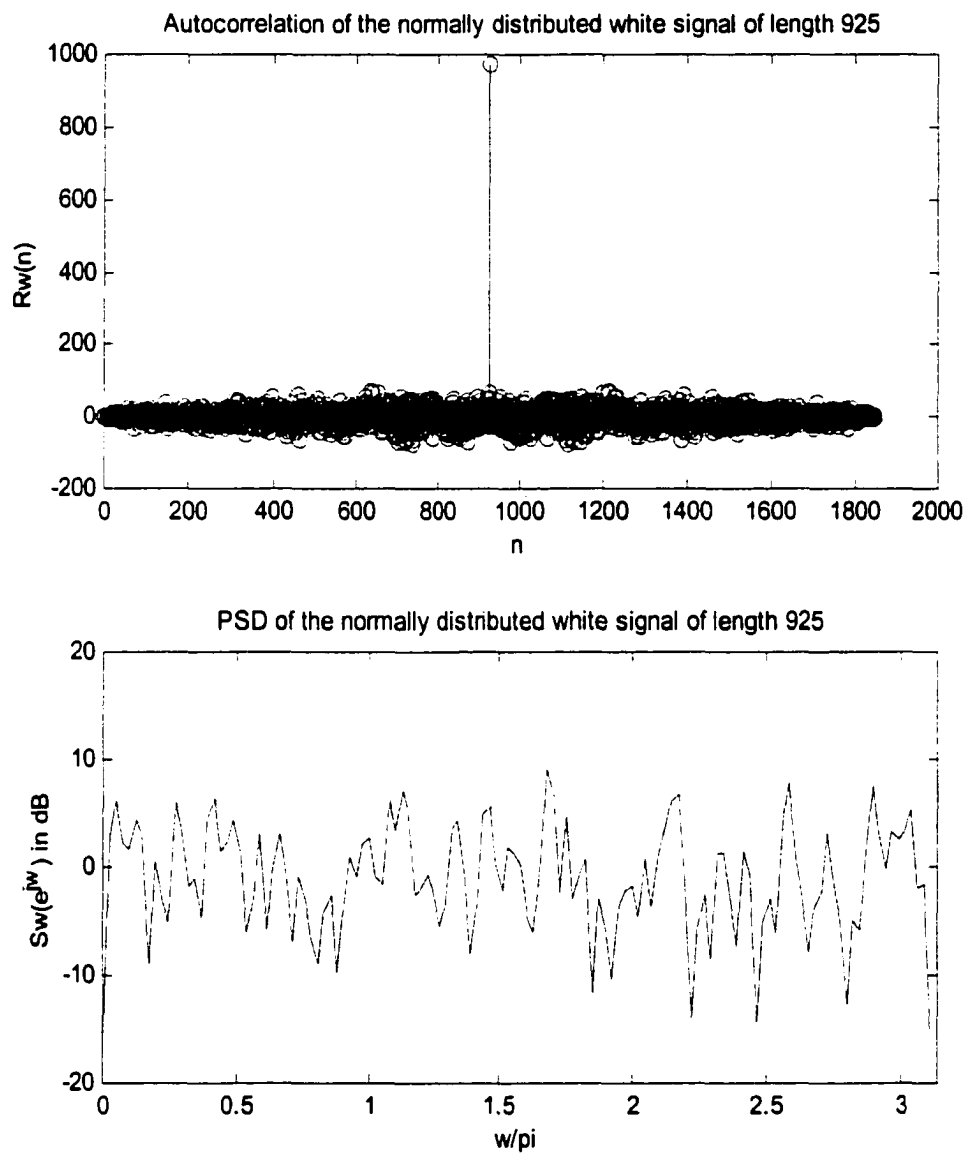 Autocorrelation of the normally distributed white signal of length 925
1000
800
600
400
200
0
-200
Rw(n)
0 200 400 600 800 1000 1200 1400 1600 1800 2000
n
PSD of the normally distributed white signal of length 925
20
10
0
-10
-20
Sw(e^jw) in dB
0 0.5 1 1.5 2 2.5 3
w/pi